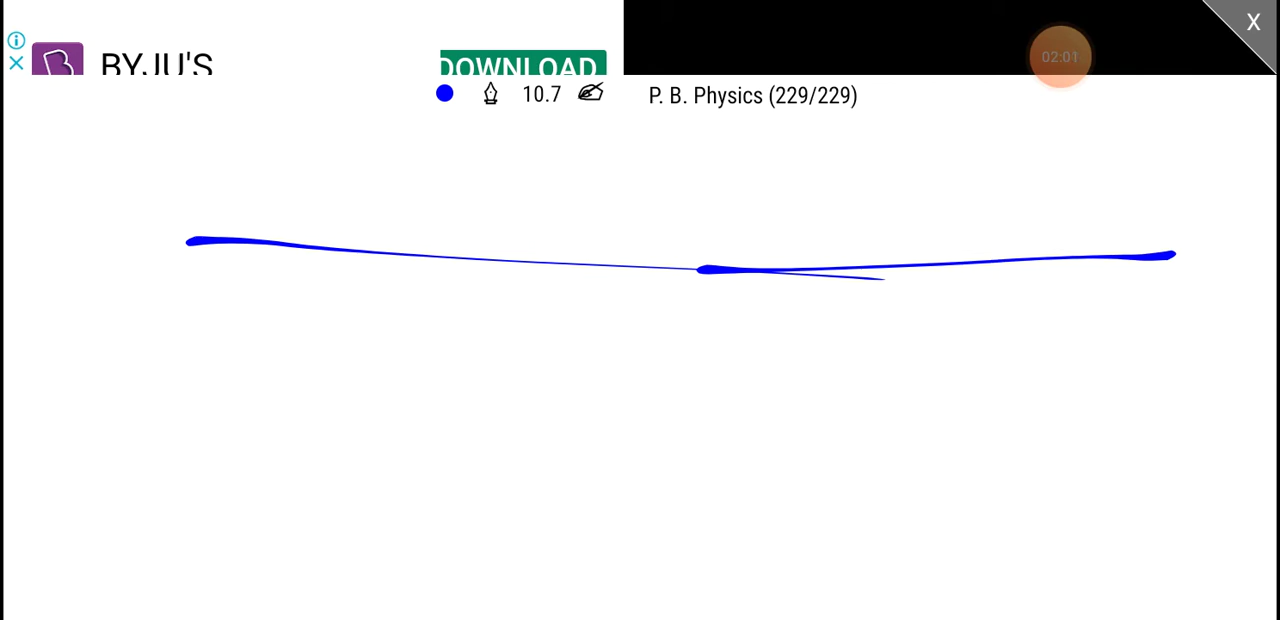 X
02:01
BYJU'S
DOWNLOAD
10.7
P. B. Physics (229/229)